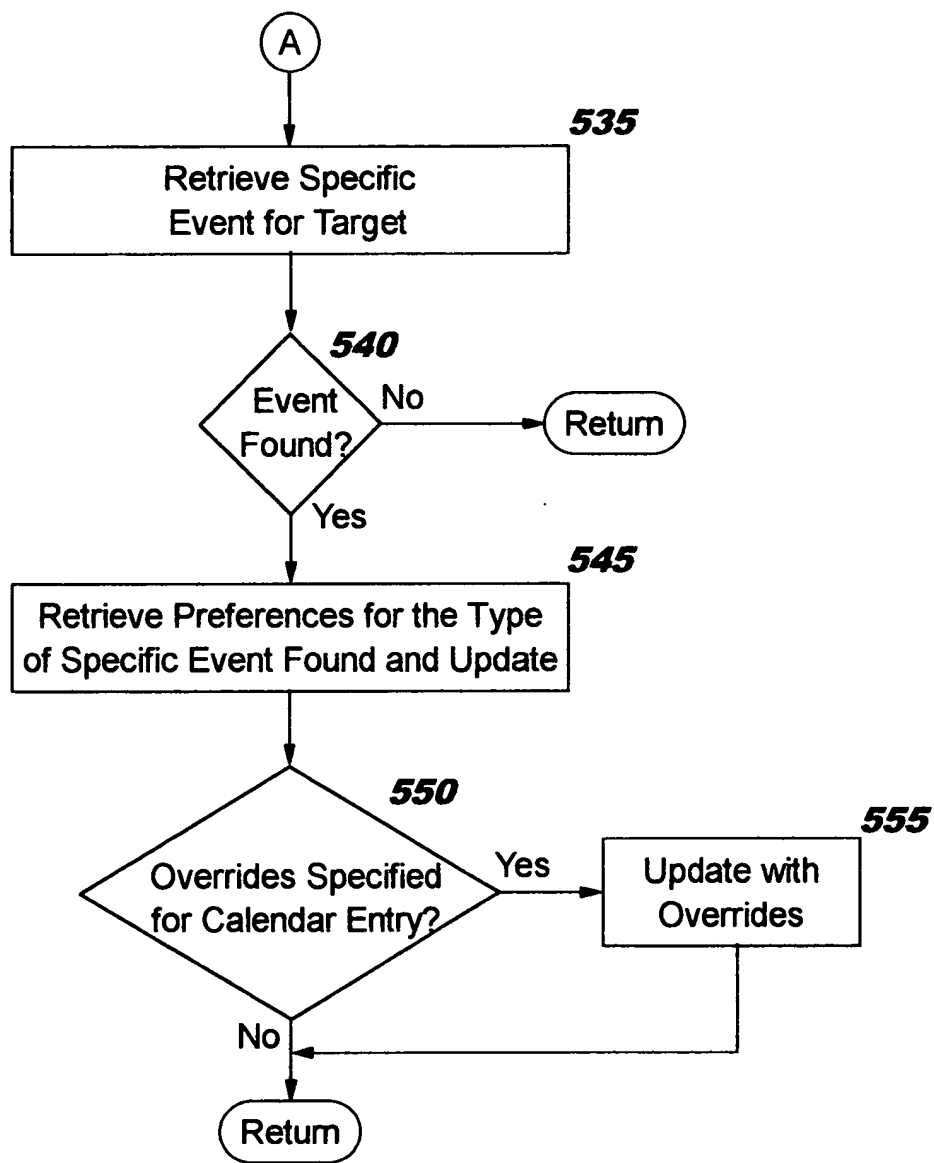 A
535
Retrieve Specific
Event for Target
540
Event
Found?
No
Return
Yes
545
Retrieve Preferences for the Type
of Specific Event Found and Update
550
Overrides Specified
for Calendar Entry?
Yes
555
Update with
Overrides
No
Return